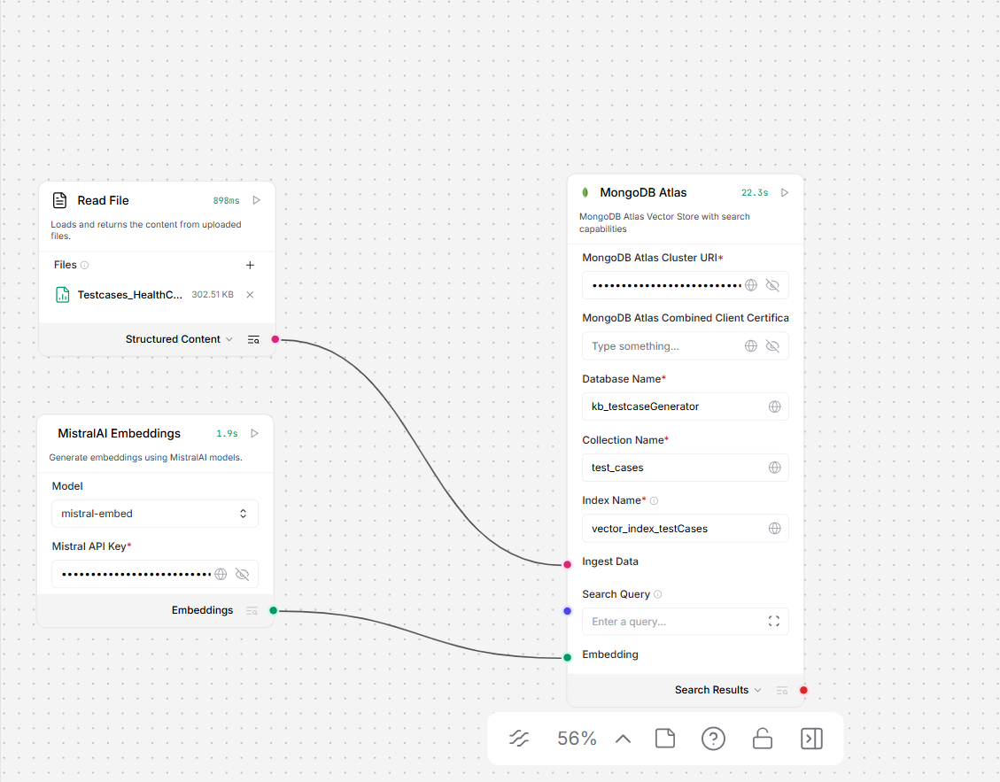 Read File
898ms
Loads and returns the content from uploaded
files.
Files
Testcases_HealthC... 302.51 KB
Structured Content
MistralAI Embeddings
1.9s
Generate embeddings using MistralAI models.
Model
mistral-embed
Mistral API Key*
••••••••••••••••••••••••••
Embeddings
MongoDB Atlas
22.3s
MongoDB Atlas Vector Store with search
capabilities
MongoDB Atlas Cluster URI*
••••••••••••••••••••••••••
MongoDB Atlas Combined Client Certifica
Type something...
Database Name*
kb_testcaseGenerator
Collection Name*
test_cases
Index Name*
vector_index_testCases
Ingest Data
Search Query
Enter a query...
Embedding
Search Results
56%